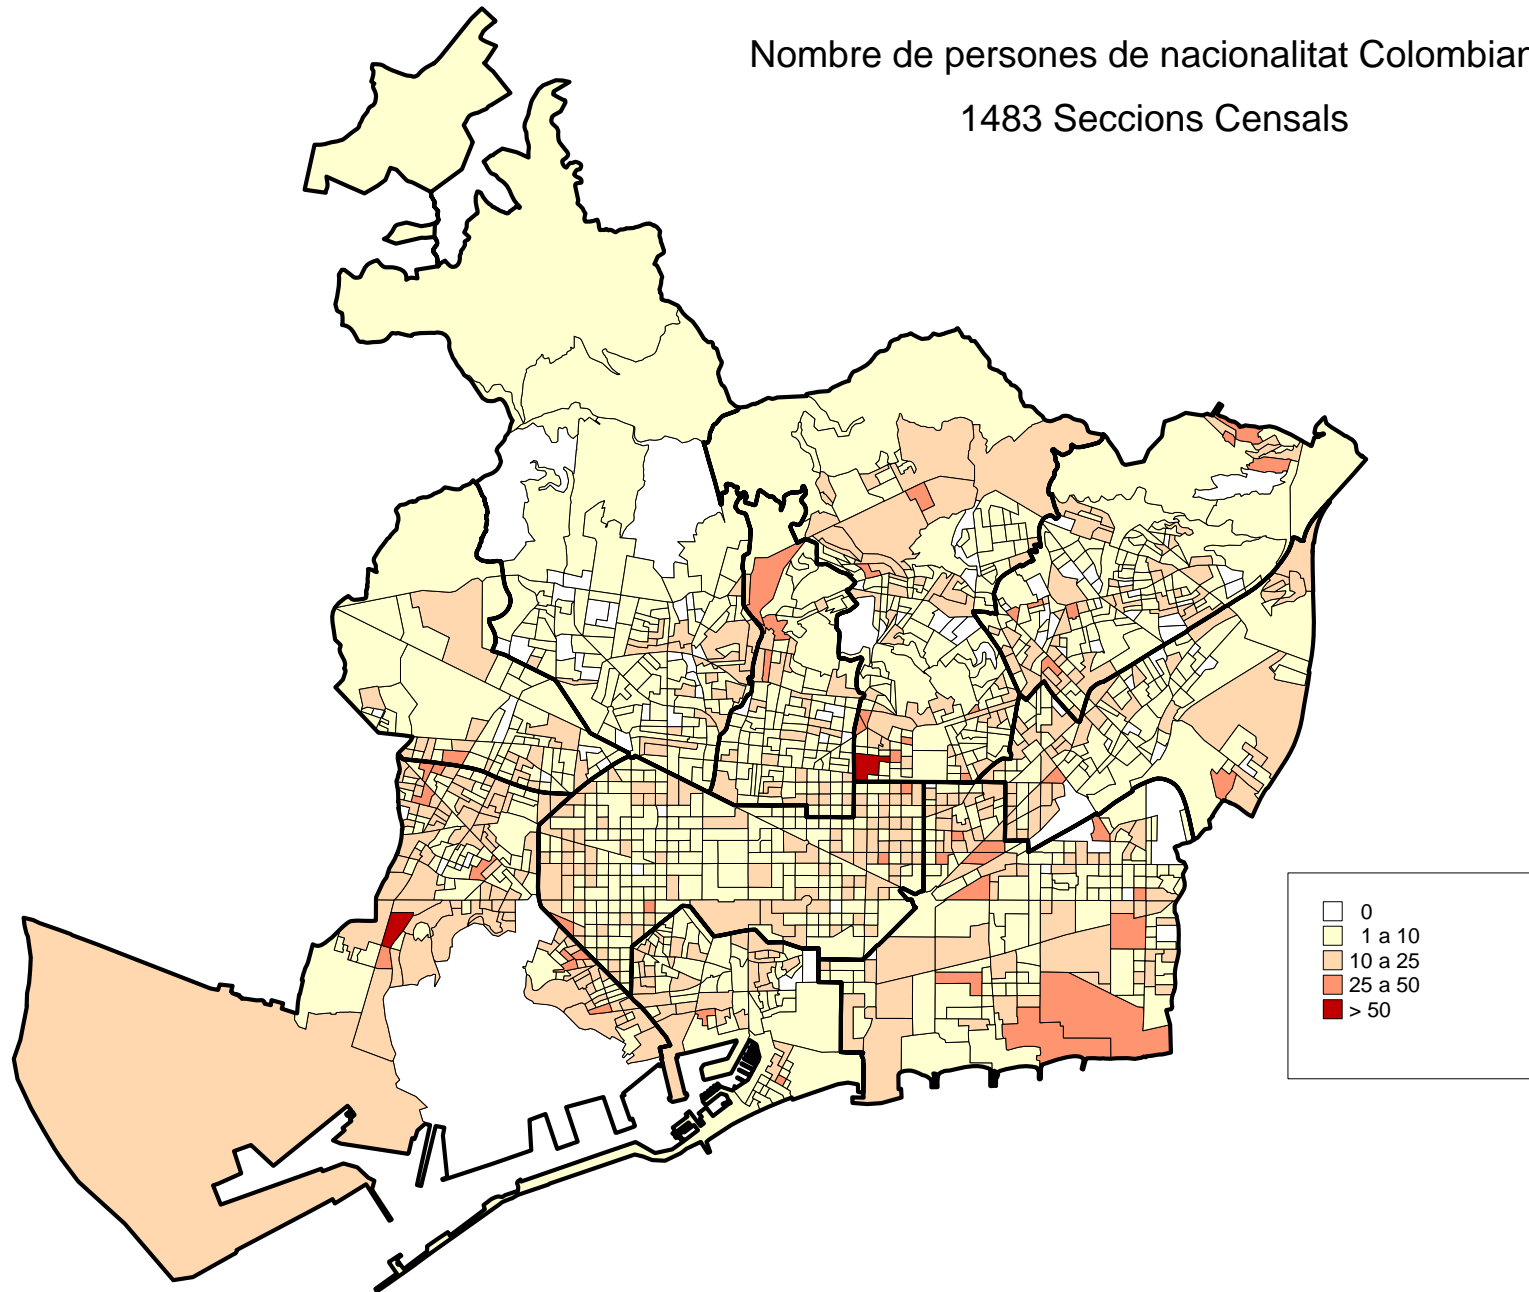 Nombre de persones de nacionalitat Colombian
1483 Seccions Censals
0
1 a 10
10 a 25
25 a 50
> 50